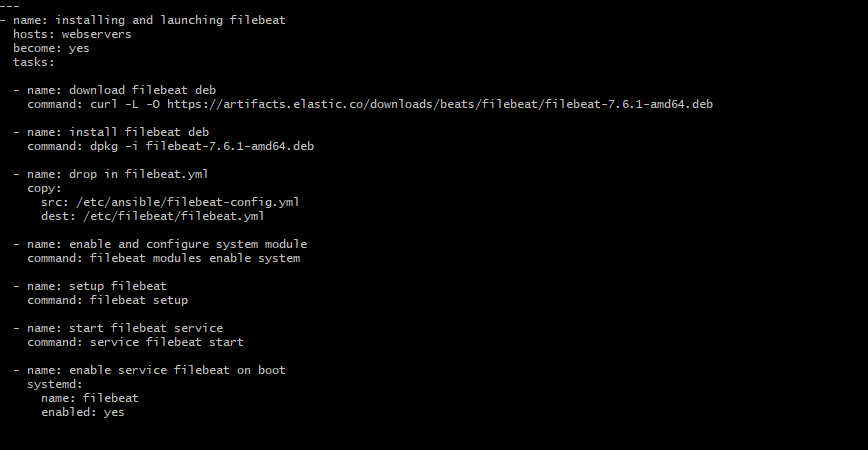 ---
- name: installing and launching filebeat
  hosts: webservers
  become: yes
  tasks:

  - name: download filebeat deb
    command: curl -L -O https://artifacts.elastic.co/downloads/beats/filebeat/filebeat-7.6.1-amd64.deb

  - name: install filebeat deb
    command: dpkg -i filebeat-7.6.1-amd64.deb

  - name: drop in filebeat.yml
    copy:
      src: /etc/ansible/filebeat-config.yml
      dest: /etc/filebeat/filebeat.yml

  - name: enable and configure system module
    command: filebeat modules enable system

  - name: setup filebeat
    command: filebeat setup

  - name: start filebeat service
    command: service filebeat start

  - name: enable service filebeat on boot
    systemd:
      name: filebeat
      enabled: yes